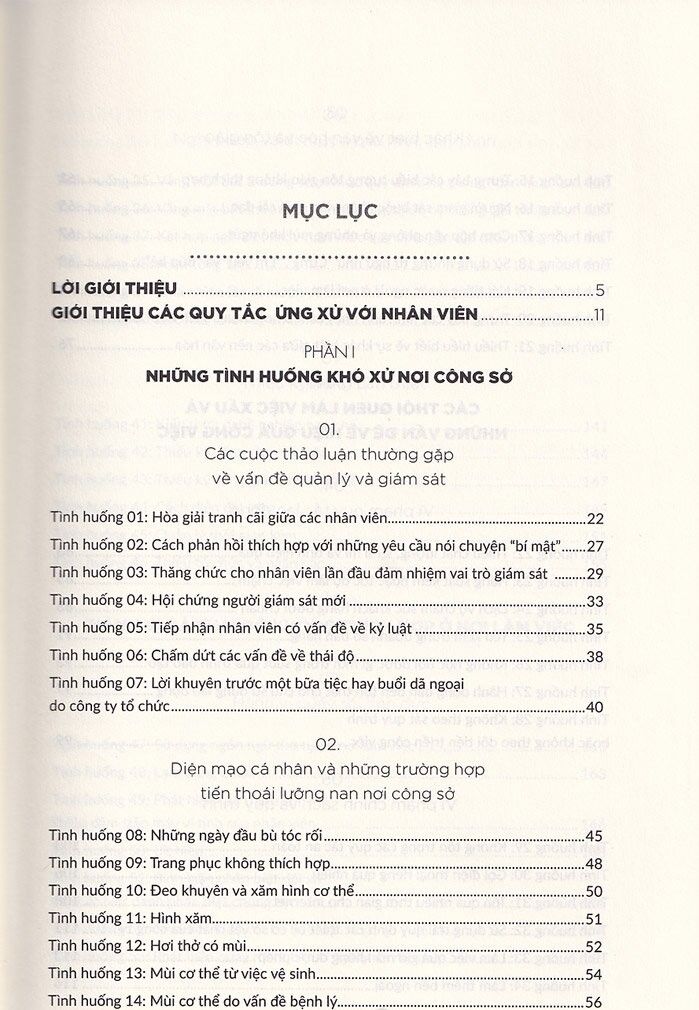 MỤC LỤC
LỜI GIỚI THIỆU 5
GIỚI THIỆU CÁC QUY TẮC ỨNG XỬ VỚI NHÂN VIÊN 11
PHẦN I
NHỮNG TÌNH HUỐNG KHÓ XỬ NƠI CÔNG SỞ
01.
Các cuộc thảo luận thường gặp
về vấn đề quản lý và giám sát
Tình huống 01: Hòa giải tranh cãi giữa các nhân viên 22
Tình huống 02: Cách phản hồi thích hợp với những yêu cầu nói chuyện “bí mật” 27
Tình huống 03: Thăng chức cho nhân viên lần đầu đảm nhiệm vai trò giám sát 29
Tình huống 04: Hội chứng người giám sát mới 33
Tình huống 05: Tiếp nhận nhân viên có vấn đề về kỷ luật 35
Tình huống 06: Chấm dứt các vấn đề về thái độ 38
Tình huống 07: Lời khuyên trước một bữa tiệc hay buổi dã ngoại
do công ty tổ chức 40
02.
Diện mạo cá nhân và những trường hợp
tiến thoái lưỡng nan nơi công sở
Tình huống 08: Những ngày đầu bù tóc rối 45
Tình huống 09: Trang phục không thích hợp 48
Tình huống 10: Đeo khuyên và xăm hình cơ thể 50
Tình huống 11: Hình xăm 51
Tình huống 12: Hơi thở có mùi 52
Tình huống 13: Mùi cơ thể từ việc vệ sinh 54
Tình huống 14: Mùi cơ thể do vấn đề bệnh lý 56